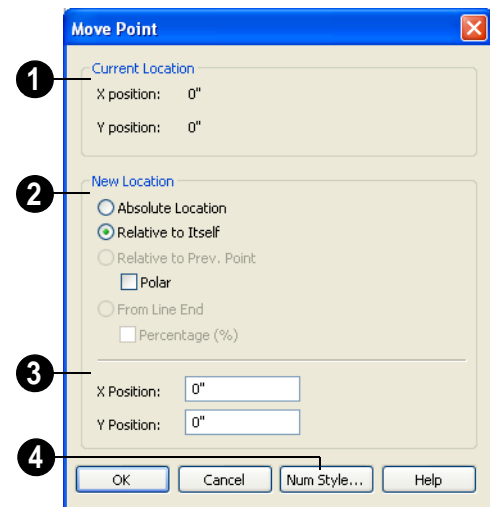 Move Point
1
Current Location
X position: 0"
Y position: 0"
2
New Location
Absolute Location
Relative to Itself
Relative to Prev. Point
Polar
From Line End
Percentage (%)
3
X Position: 0"
Y Position: 0"
4
OK Cancel Num Style... Help